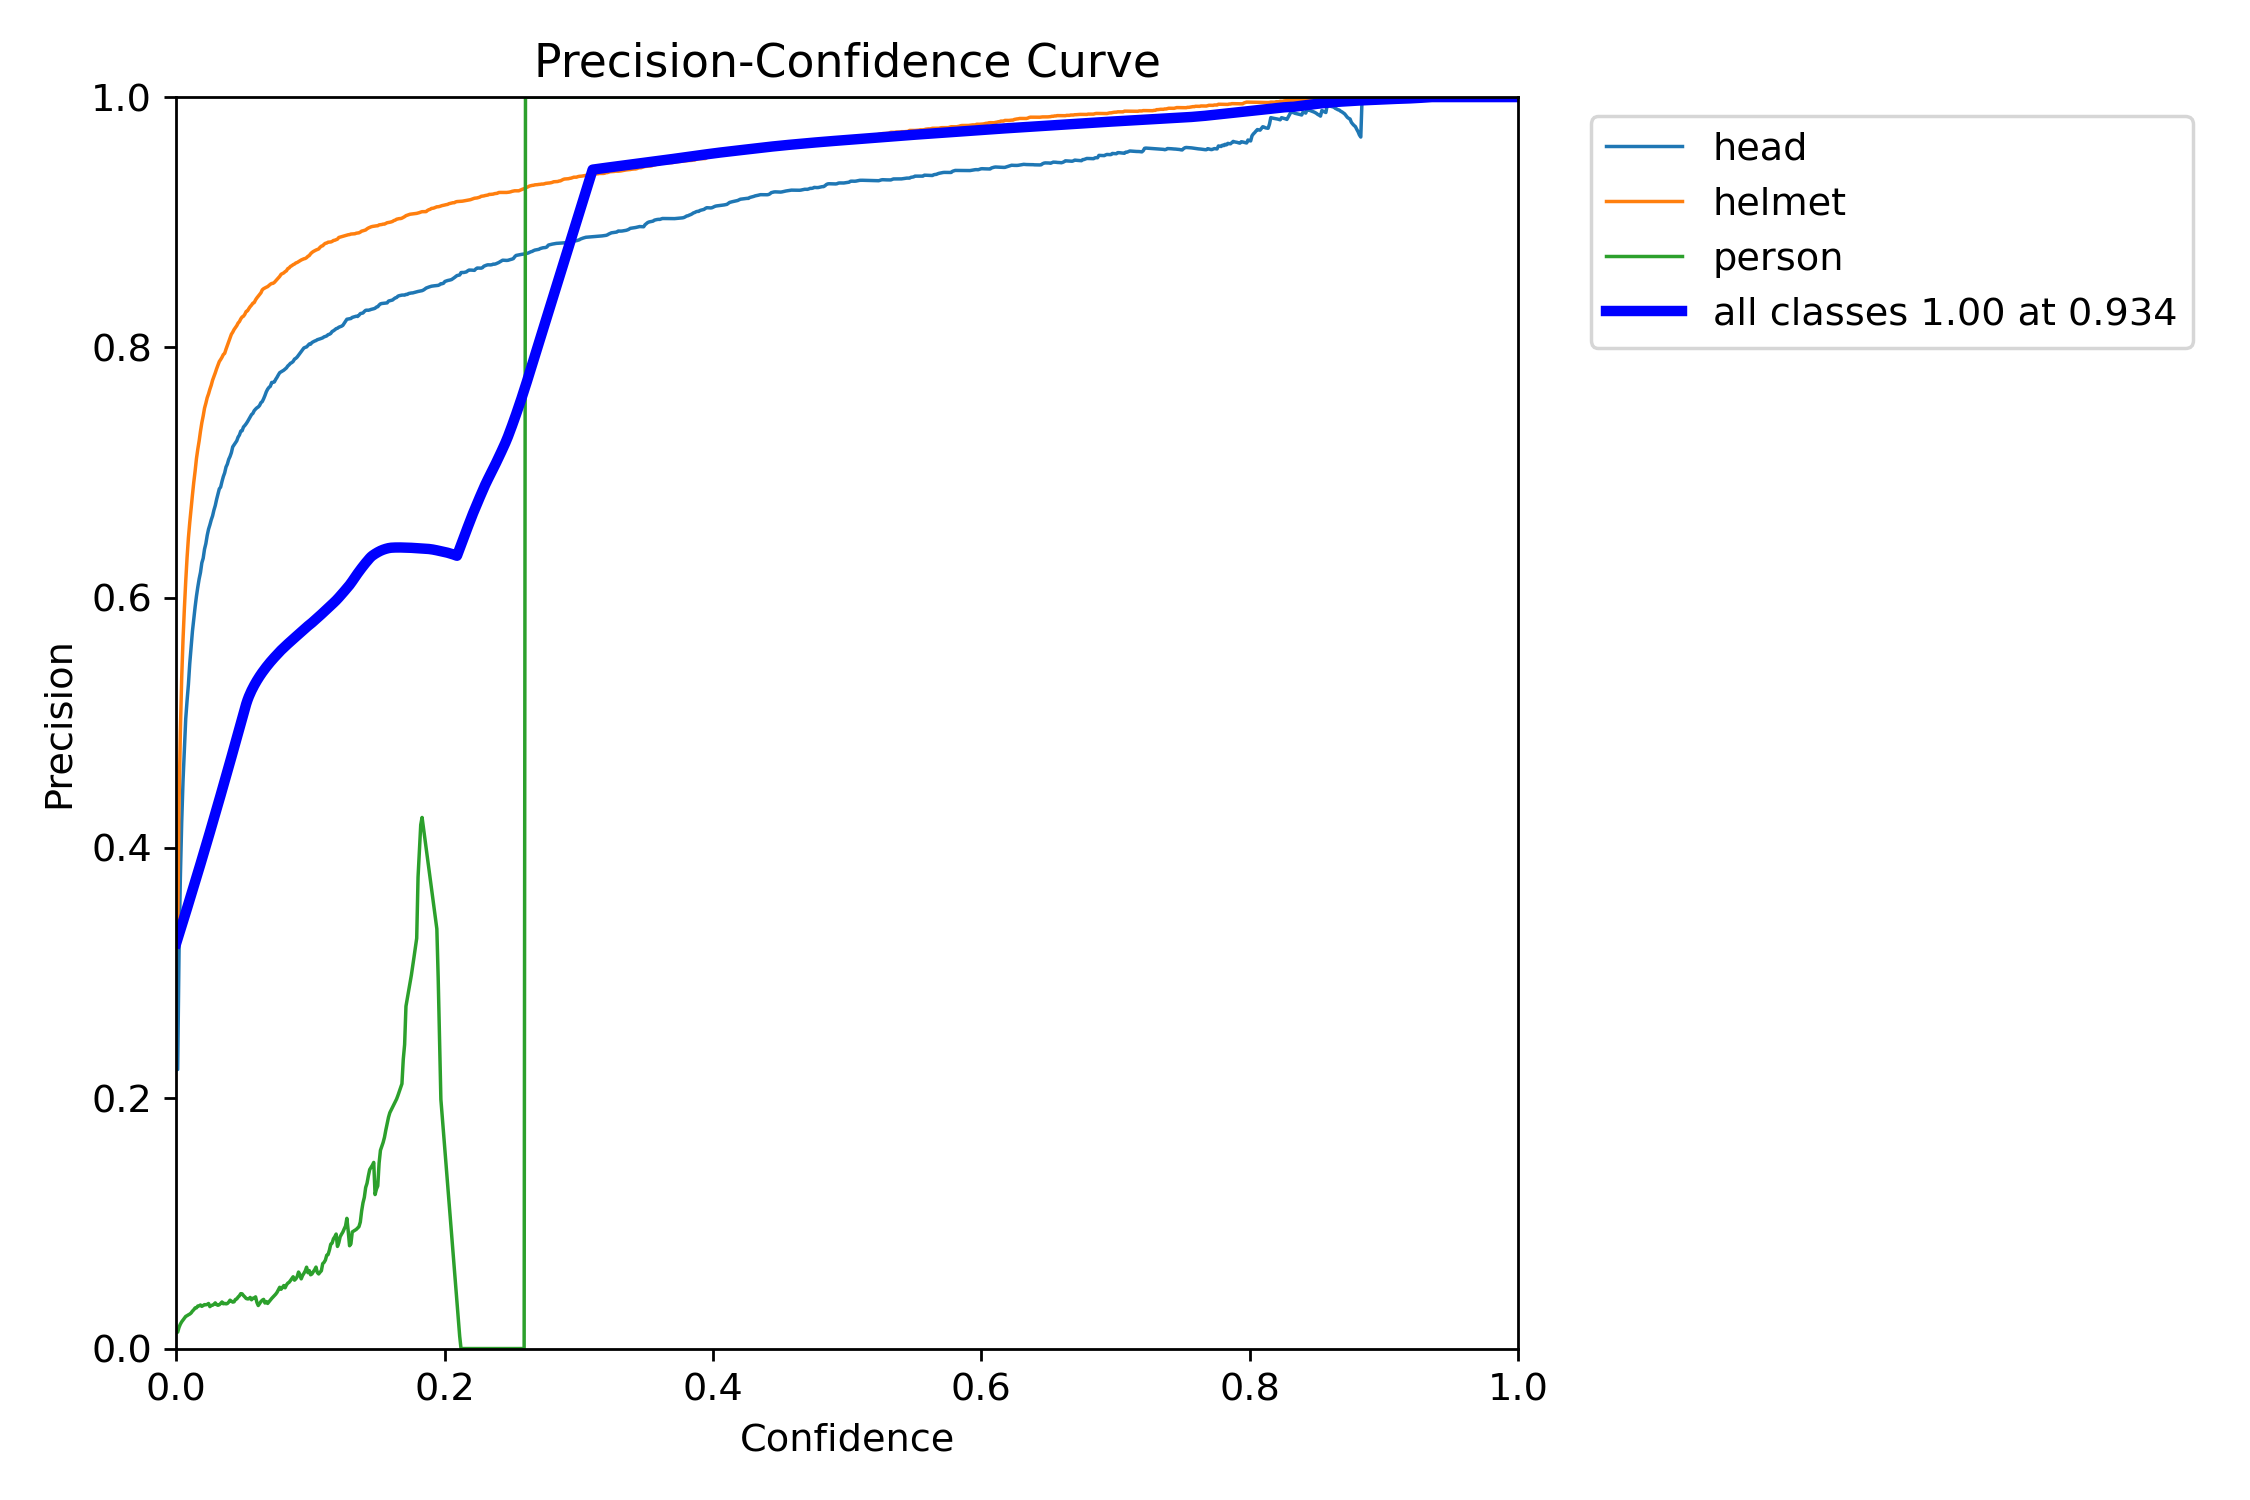 Precision-Confidence Curve
1.0
0.8
0.6
0.4
0.2
0.0
Precision
0.0 0.2 0.4 0.6 0.8 1.0
Confidence
head
helmet
person
all classes 1.00 at 0.934